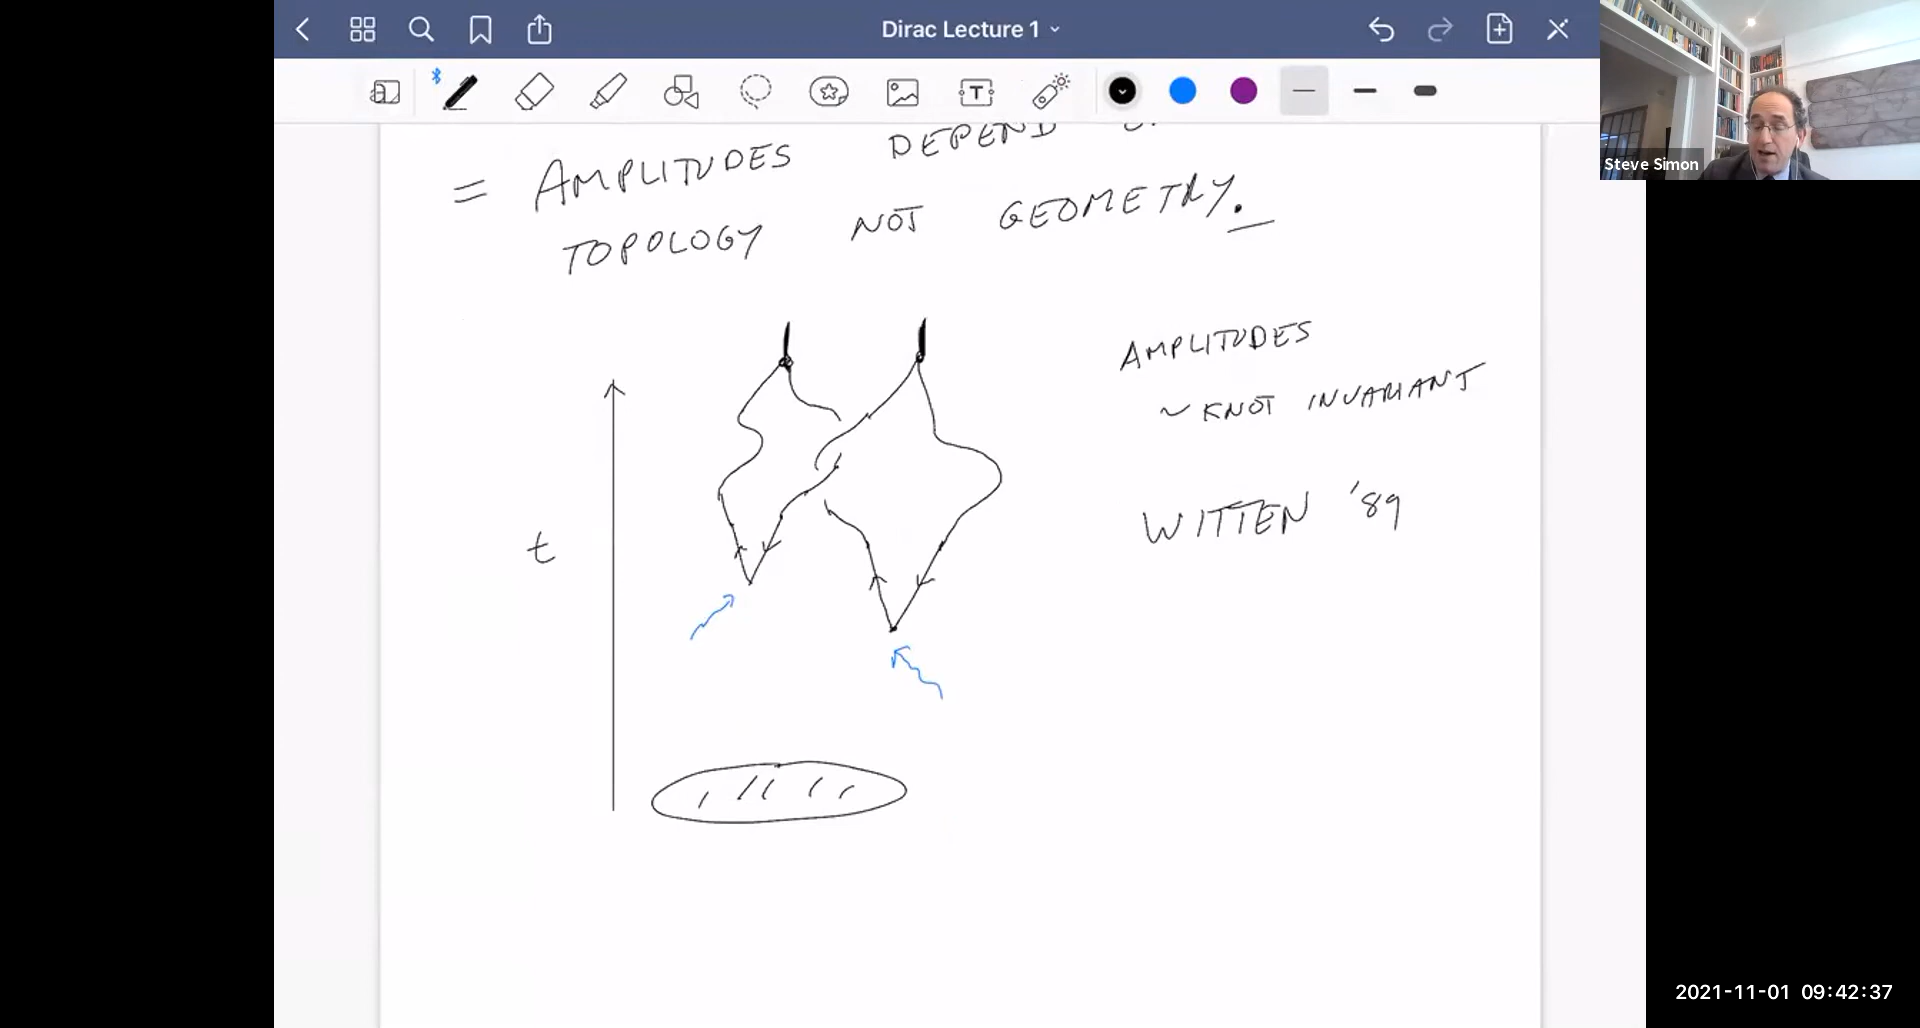 Dirac Lecture 1
T
Steve Simon
= AMPLITUDES DEPEND
TOPOLOGY NOT GEOMETRY.
AMPLITUDES
~ KNOT INVARIANT
WITTEN '89
t
2021-11-01 09:42:37